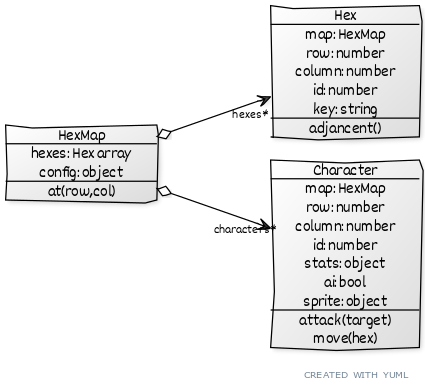 Hex
map: HexMap
row: number
column: number
id: number
key: string
adjancent()
hexes*
HexMap
hexes: Hex array
config: object
at(row,col)
characters*
Character
map: HexMap
row: number
column: number
id: number
stats: object
ai: bool
sprite: object
attack(target)
move(hex)
CREATED WITH YUML